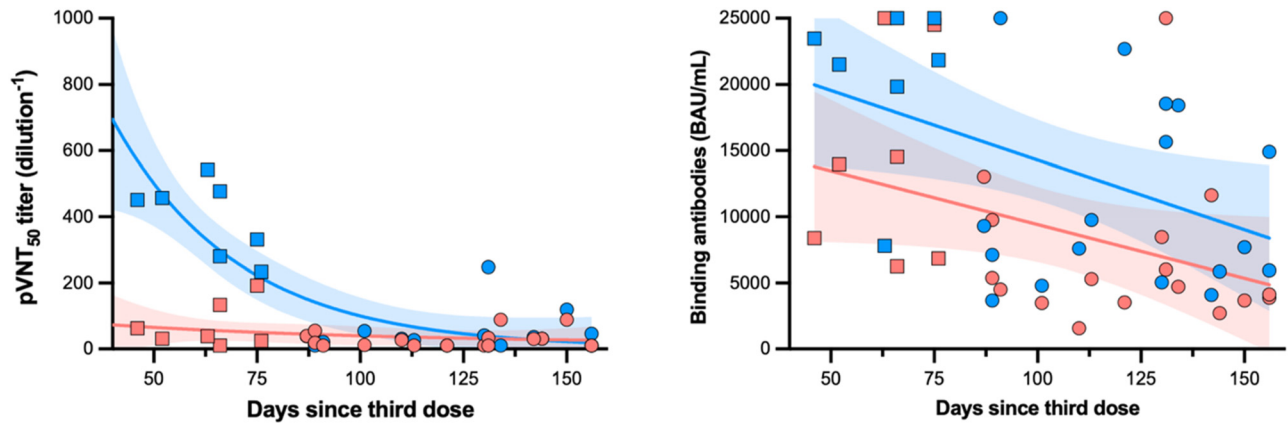 1000
800
600
400
200
0
pVNT50 titer (dilution-1)
50 75 100 125 150
Days since third dose
25000
20000
15000
10000
5000
0
Binding antibodies (BAU/mL)
50 75 100 125 150
Days since third dose